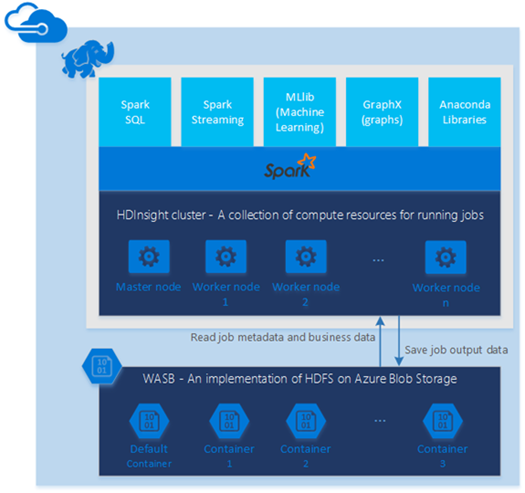 Spark
SQL
Spark
Streaming
MLlib
(Machine
Learning)
GraphX
(graphs)
Anaconda
Libraries
Spark
HDInsight cluster - A collection of compute resources for running jobs
Master node
Worker node
1
Worker node
2
...
Worker node
n
Read job metadata and business data
Save job output data
10
01
WASB - An implementation of HDFS on Azure Blob Storage
10
01
Default
Container
10
01
Container
1
10
01
Container
2
...
10
01
Container
3